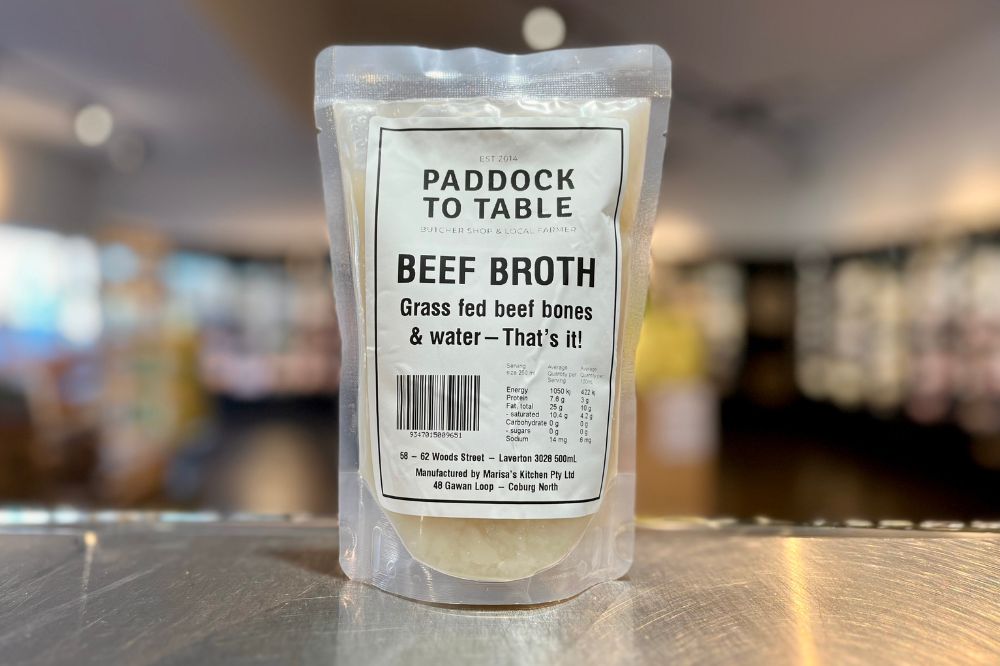 EST 2014
PADDOCK
TO TABLE
BUTCHER SHOP & LOCAL FARMER
BEEF BROTH
Grass fed beef bones
& water – That's it!
Serving Average Average
size 250 ml Quantity per Quantity per
Serving 100mL
Energy 1050 kj 422 k
Protein 7.6 g 3 g
Fat, total 25 g 10 g
- saturated 10.4 g 4.2 g
Carbohydrate 0 g 0 g
- sugars 0 g 0 g
Sodium 14 mg 6 mg
9347015009651
58 – 62 Woods Street – Laverton 3028 500mL
Manufactured by Marisa's Kitchen Pty Ltd
48 Gawan Loop – Coburg North